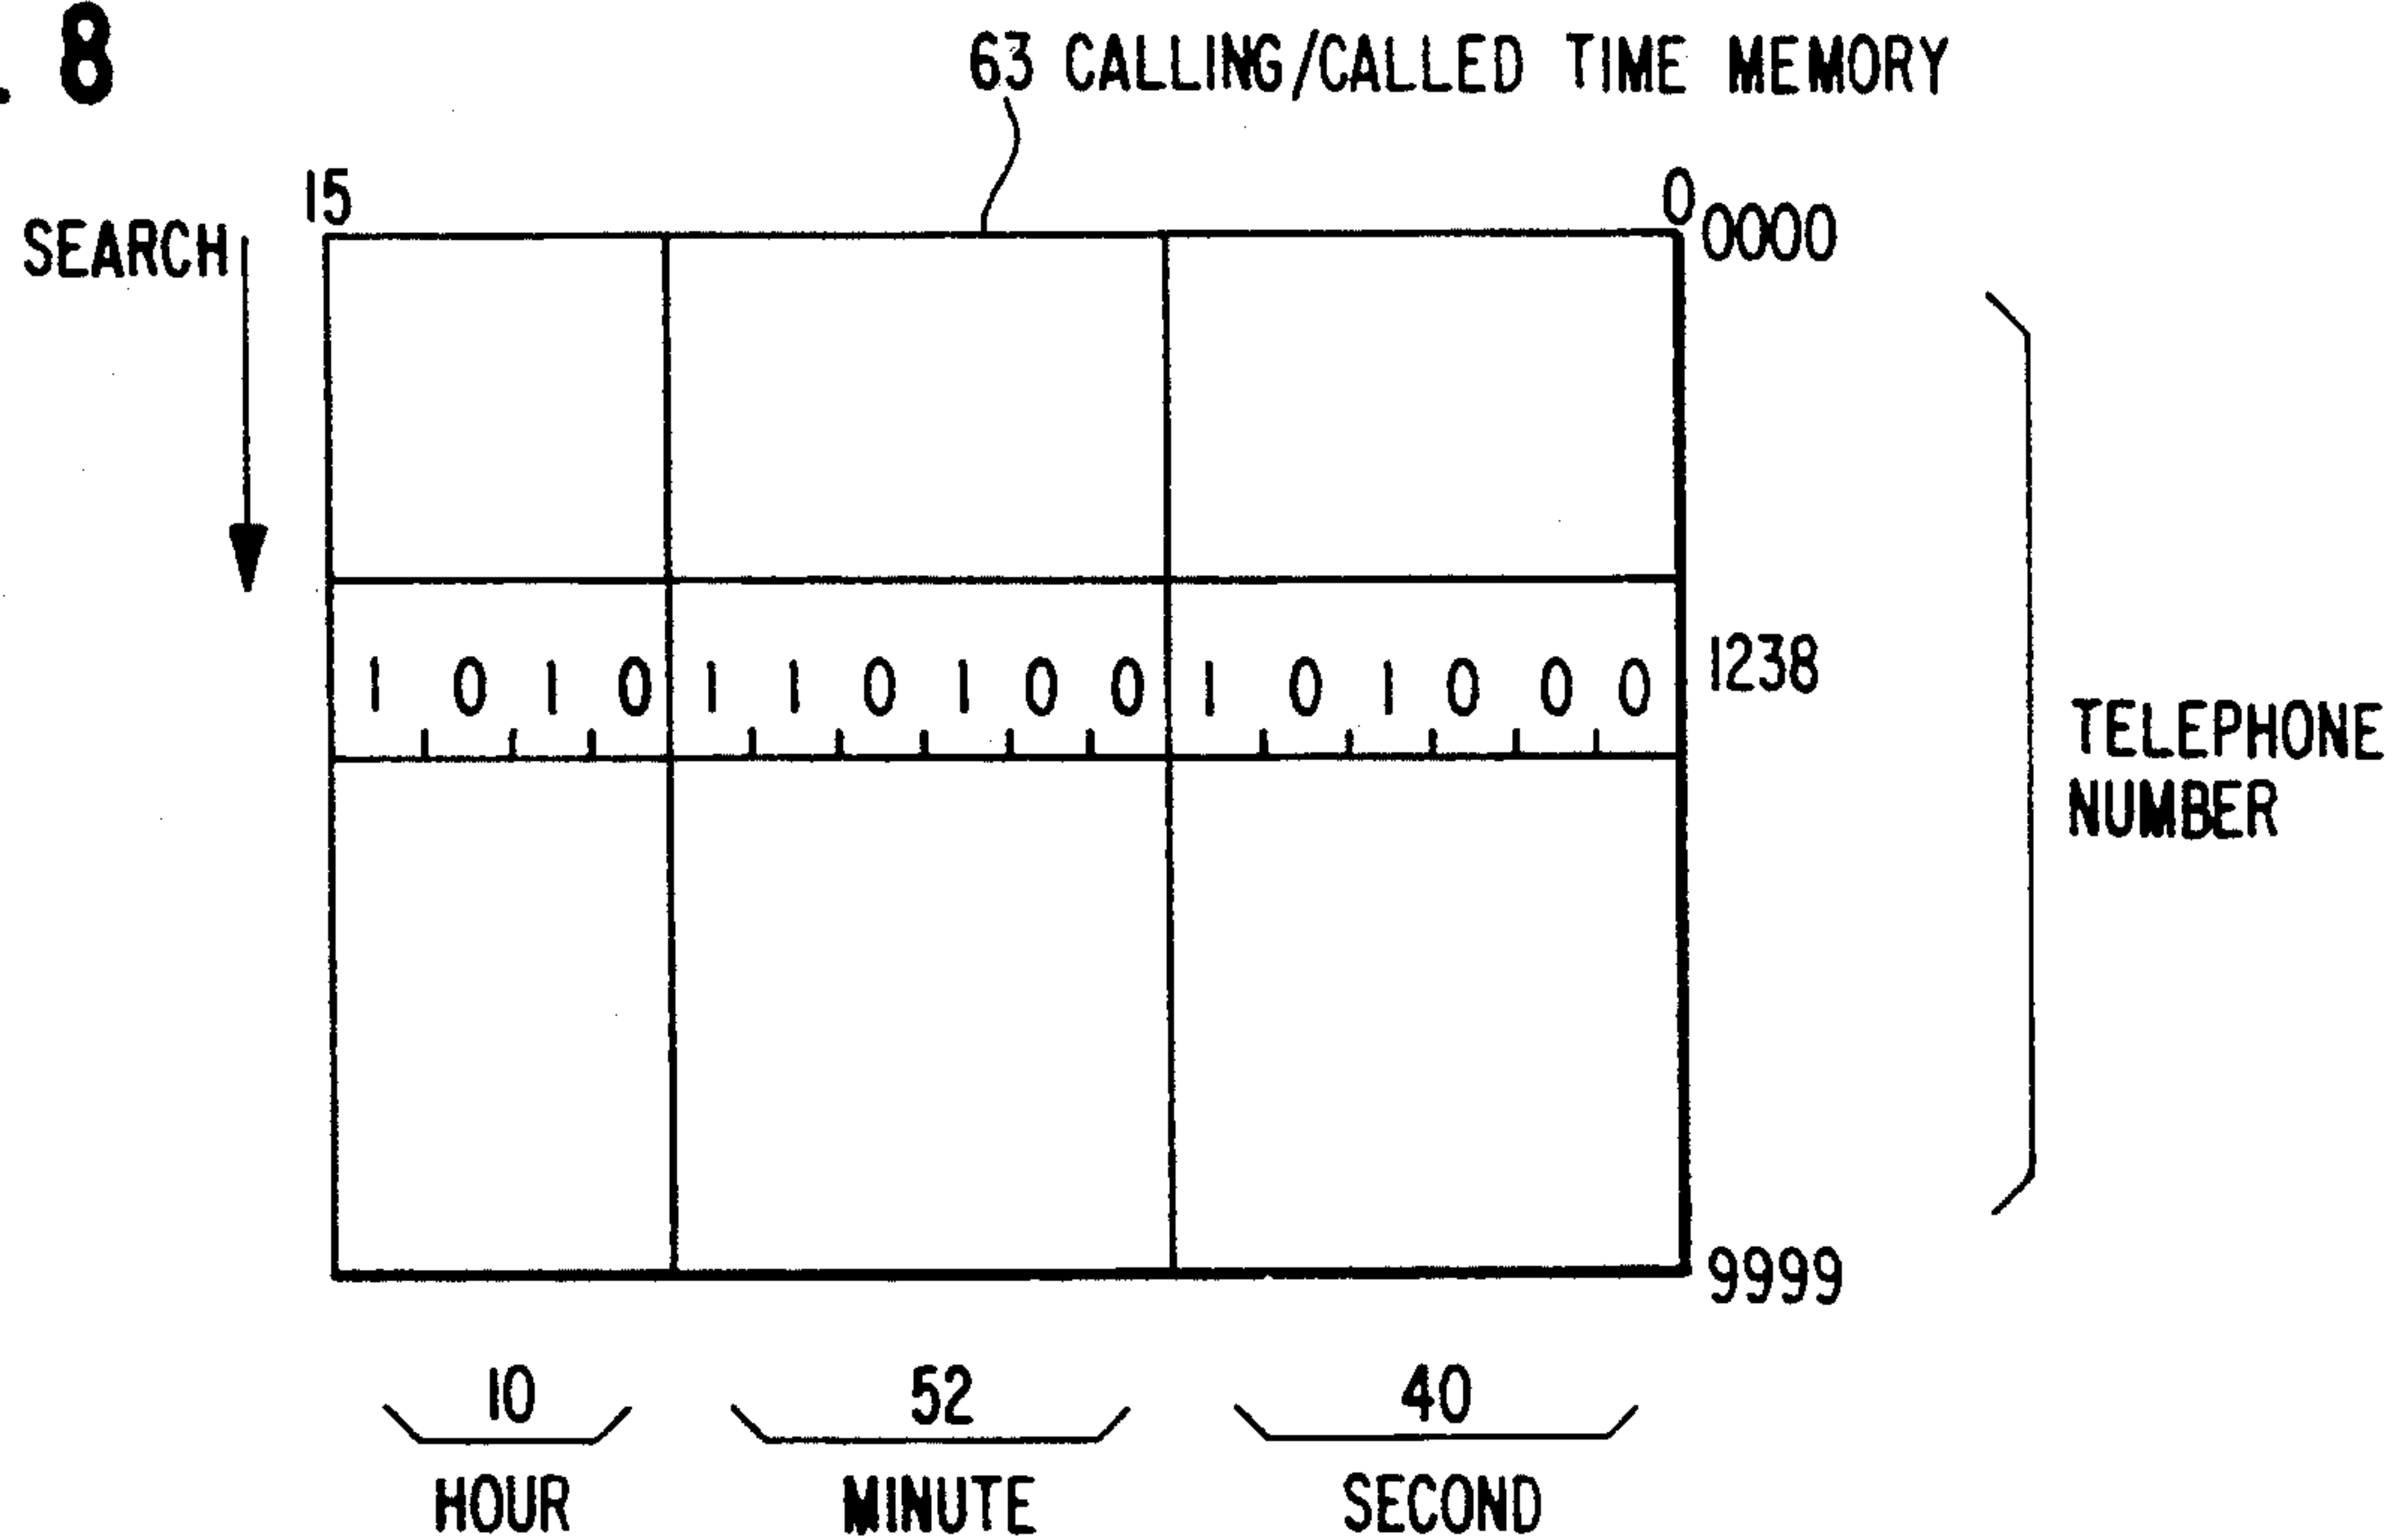 . 8
63 CALLING/CALLED TIME MEMORY
15
0
0000
SEARCH
1 0 1 0 1 1 0 1 0 0 1 0 1 0 0 0
1238
TELEPHONE
NUMBER
9999
10
52
40
HOUR
MINUTE
SECOND